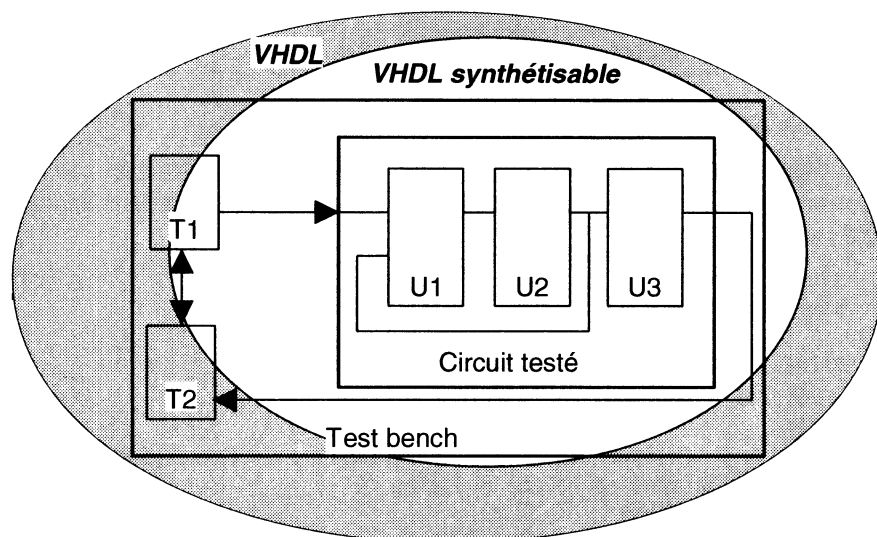 VHDL
VHDL synthétisable
T1
U1
U2
U3
Circuit testé
T2
Test bench